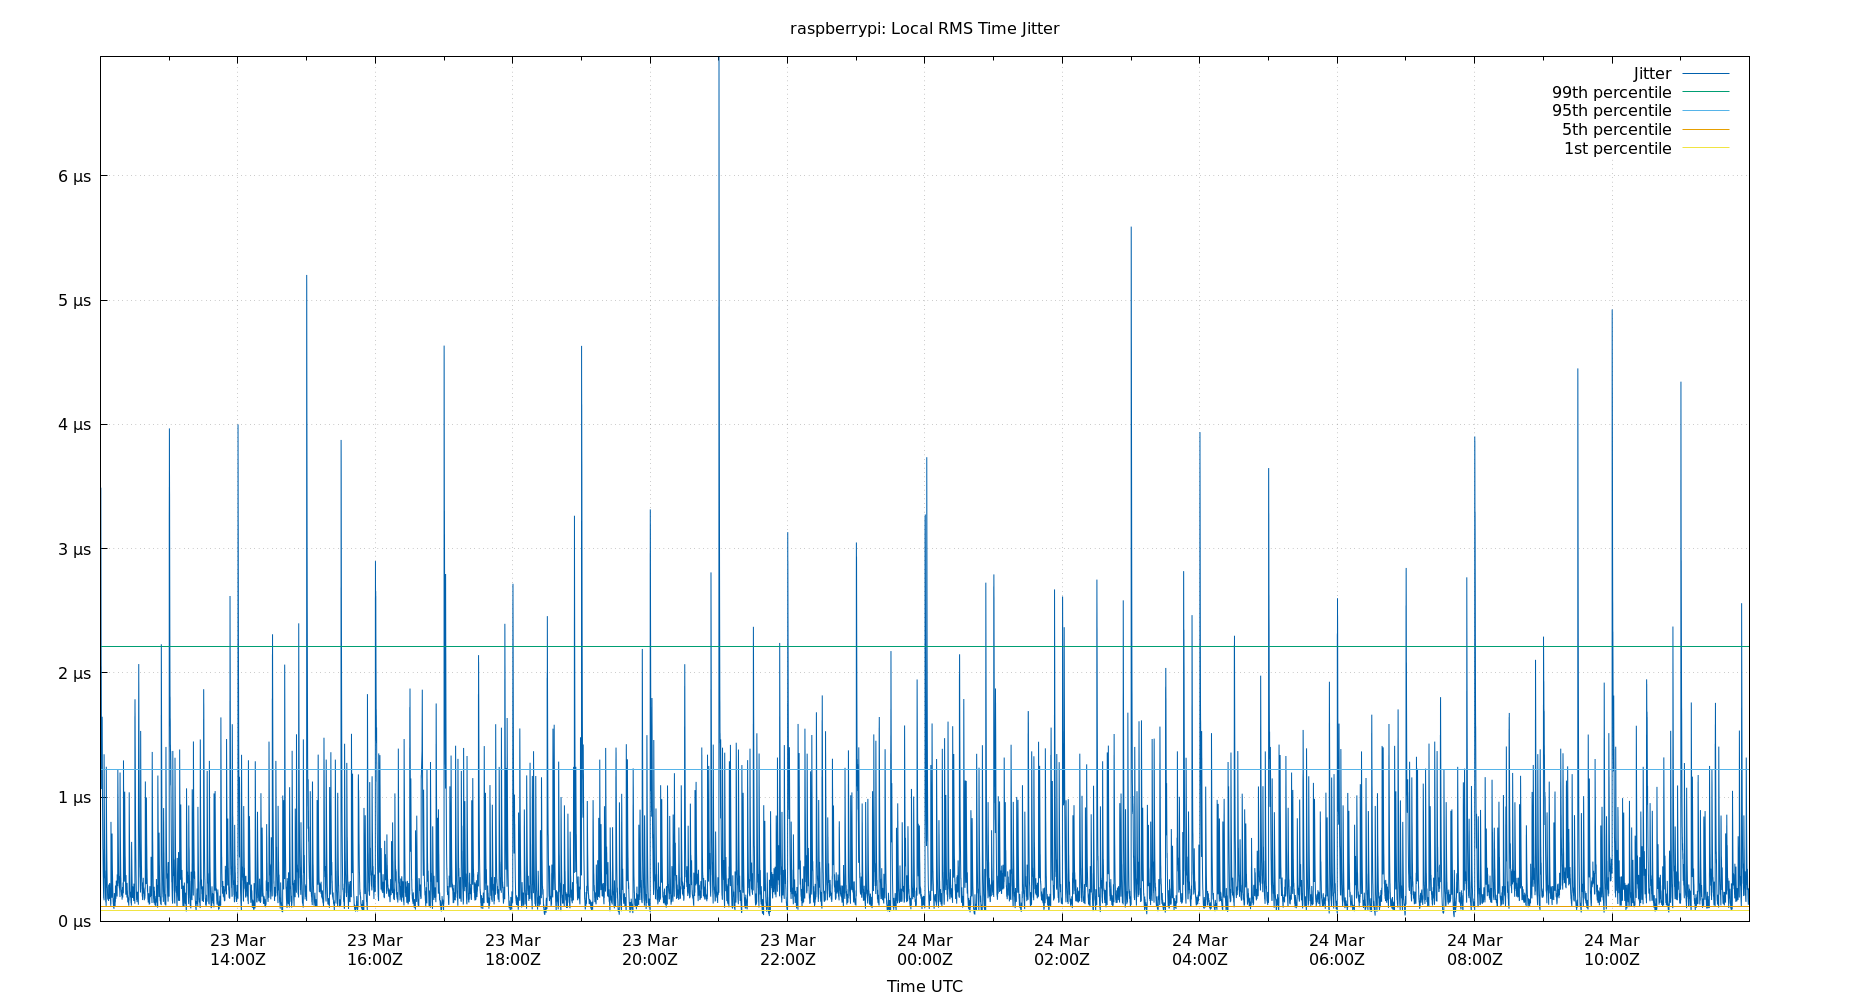 raspberrypi: Local RMS Time Jitter
Jitter
99th percentile
95th percentile
5th percentile
1st percentile
6 µs
5 µs
4 µs
3 µs
2 µs
1 µs
0 µs
23 Mar 23 Mar 23 Mar 23 Mar 23 Mar 24 Mar 24 Mar 24 Mar 24 Mar 24 Mar 24 Mar
14:00Z 16:00Z 18:00Z 20:00Z 22:00Z 00:00Z 02:00Z 04:00Z 06:00Z 08:00Z 10:00Z
Time UTC